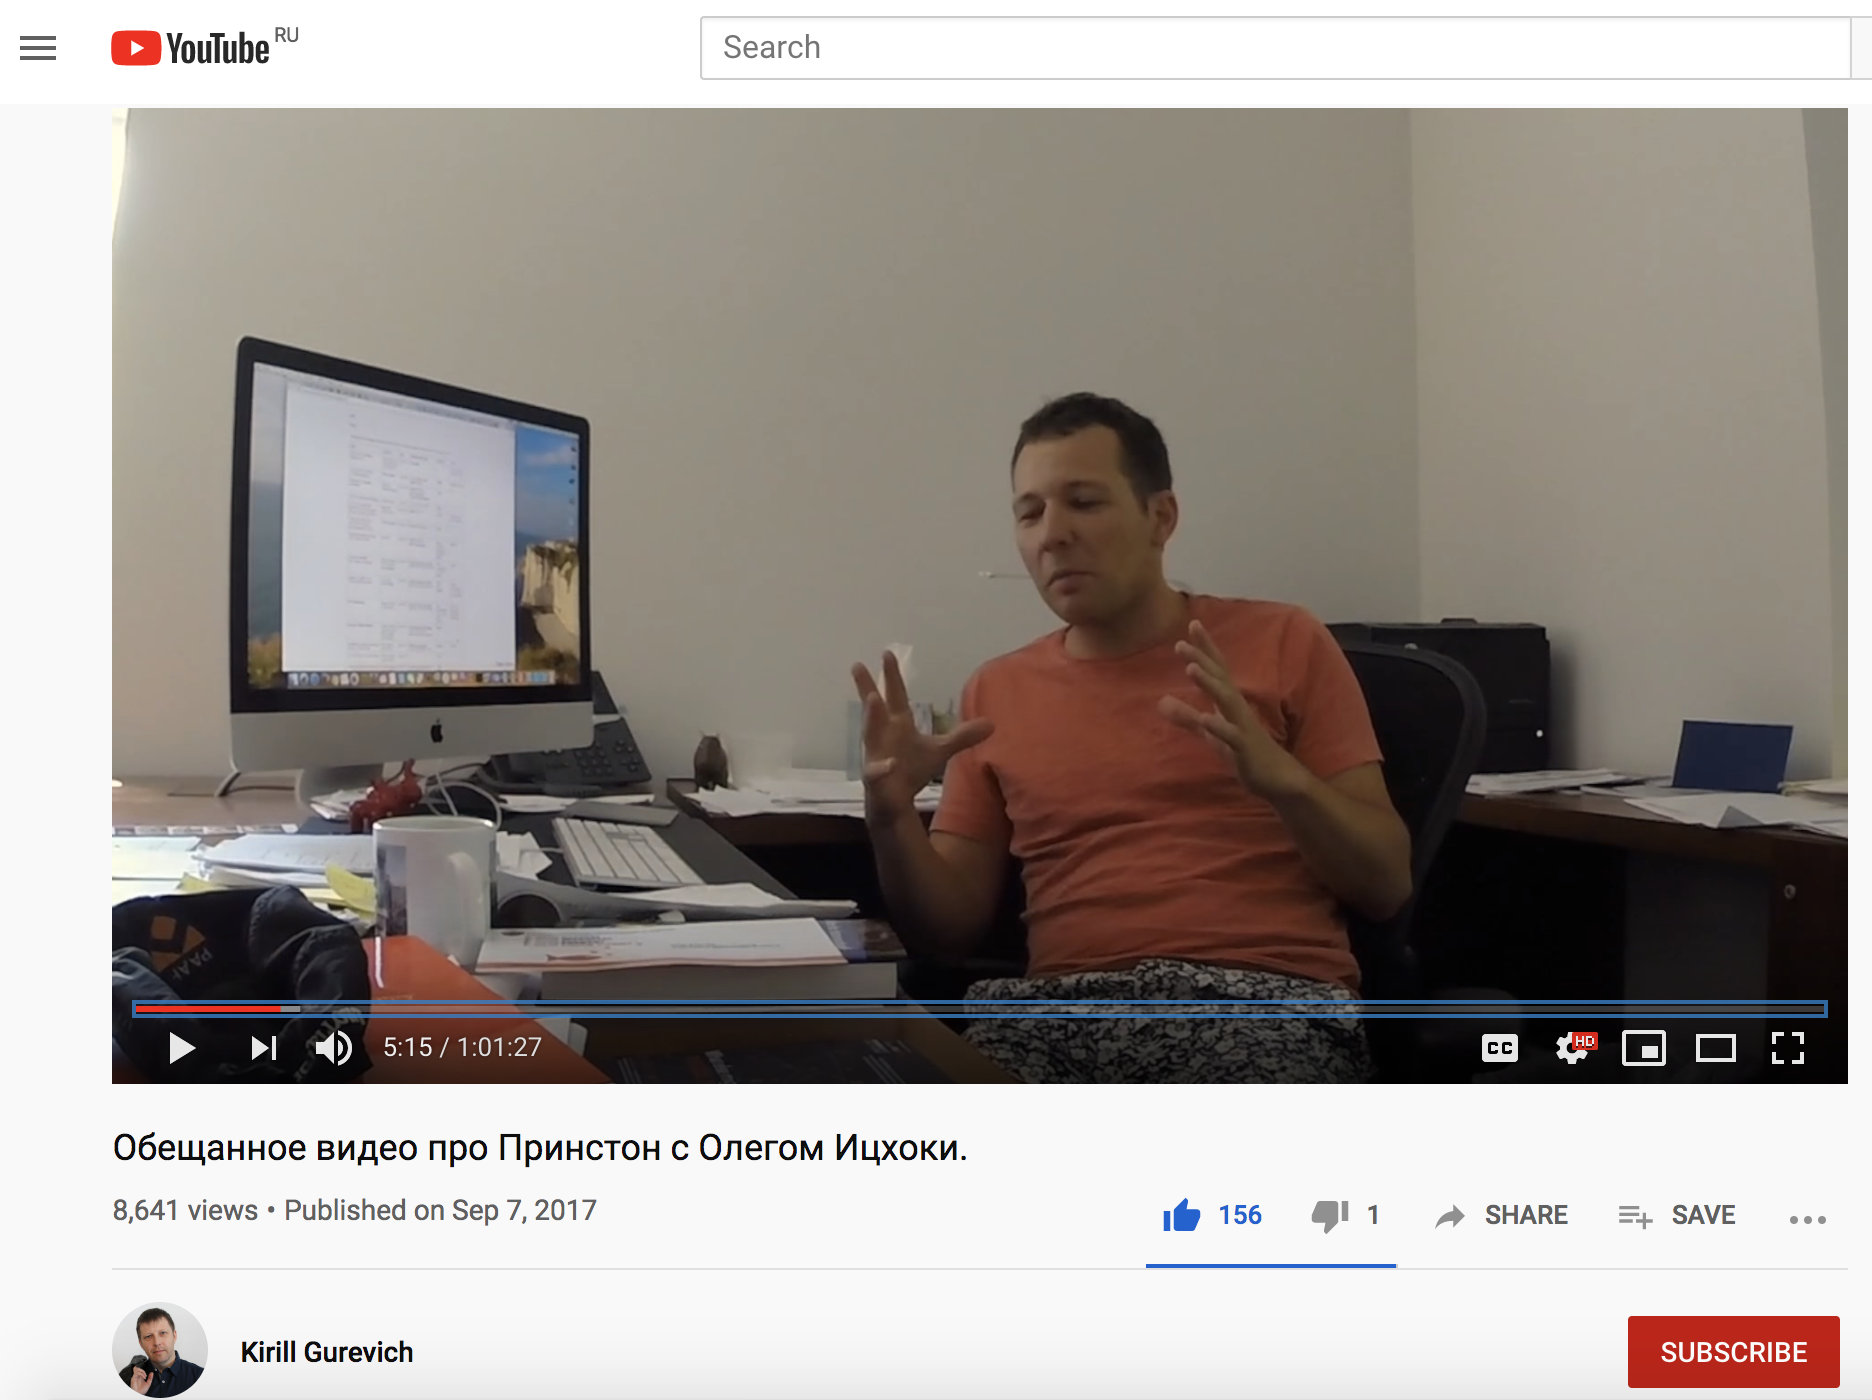 YouTube RU
Search
5:15 / 1:01:27
CC
HD
Обещанное видео про Принстон с Олегом Ицхоки.
8,641 views • Published on Sep 7, 2017
156
1
SHARE
SAVE
Kirill Gurevich
SUBSCRIBE